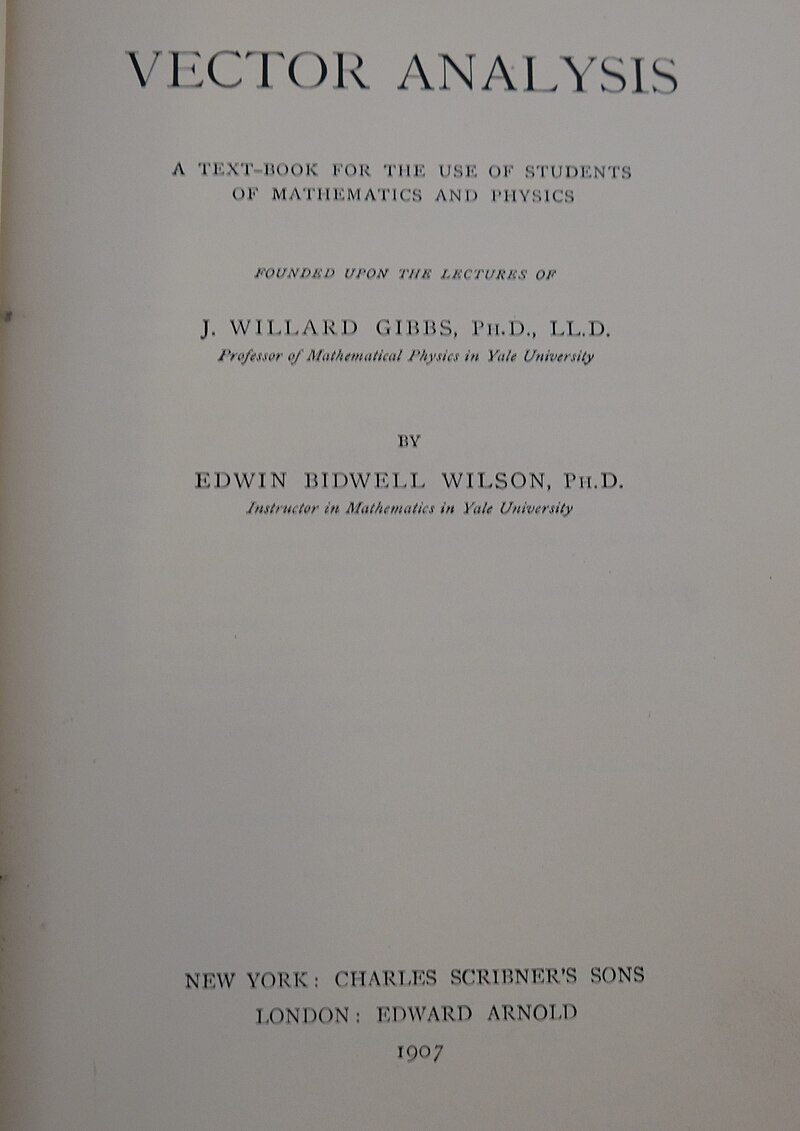 VECTOR ANALYSIS
A TEXT-BOOK FOR THE USE OF STUDENTS
OF MATHEMATICS AND PHYSICS
FOUNDED UPON THE LECTURES OF
J. WILLARD GIBBS, Ph.D., LL.D.
Professor of Mathematical Physics in Yale University
BY
EDWIN BIDWELL WILSON, Ph.D.
Instructor in Mathematics in Yale University
NEW YORK: CHARLES SCRIBNER'S SONS
LONDON: EDWARD ARNOLD
1907